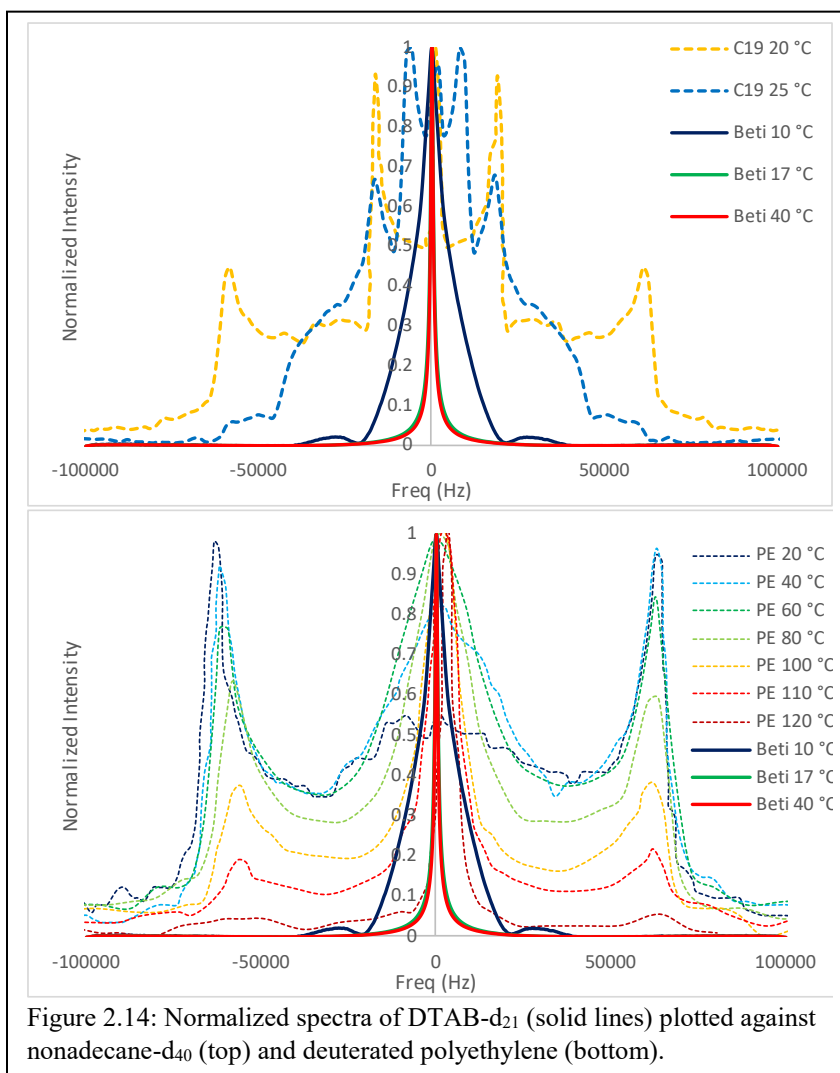 1
0.9
0.8
0.7
0.6
0.5
0.4
0.3
0.2
0.1
0
-100000
-50000
0
50000
100000
Freq (Hz)
Normalized Intensity
C19 20 °C
C19 25 °C
Beti 10 °C
Beti 17 °C
Beti 40 °C
1
0.9
0.8
0.7
0.6
0.5
0.4
0.3
0.2
0.1
0
-100000
-50000
0
50000
100000
Freq (Hz)
Normalized Intensity
PE 20 °C
PE 40 °C
PE 60 °C
PE 80 °C
PE 100 °C
PE 110 °C
PE 120 °C
Beti 10 °C
Beti 17 °C
Beti 40 °C
Figure 2.14: Normalized spectra of DTAB-d₂₁ (solid lines) plotted against
nonadecane-d₄₀ (top) and deuterated polyethylene (bottom).